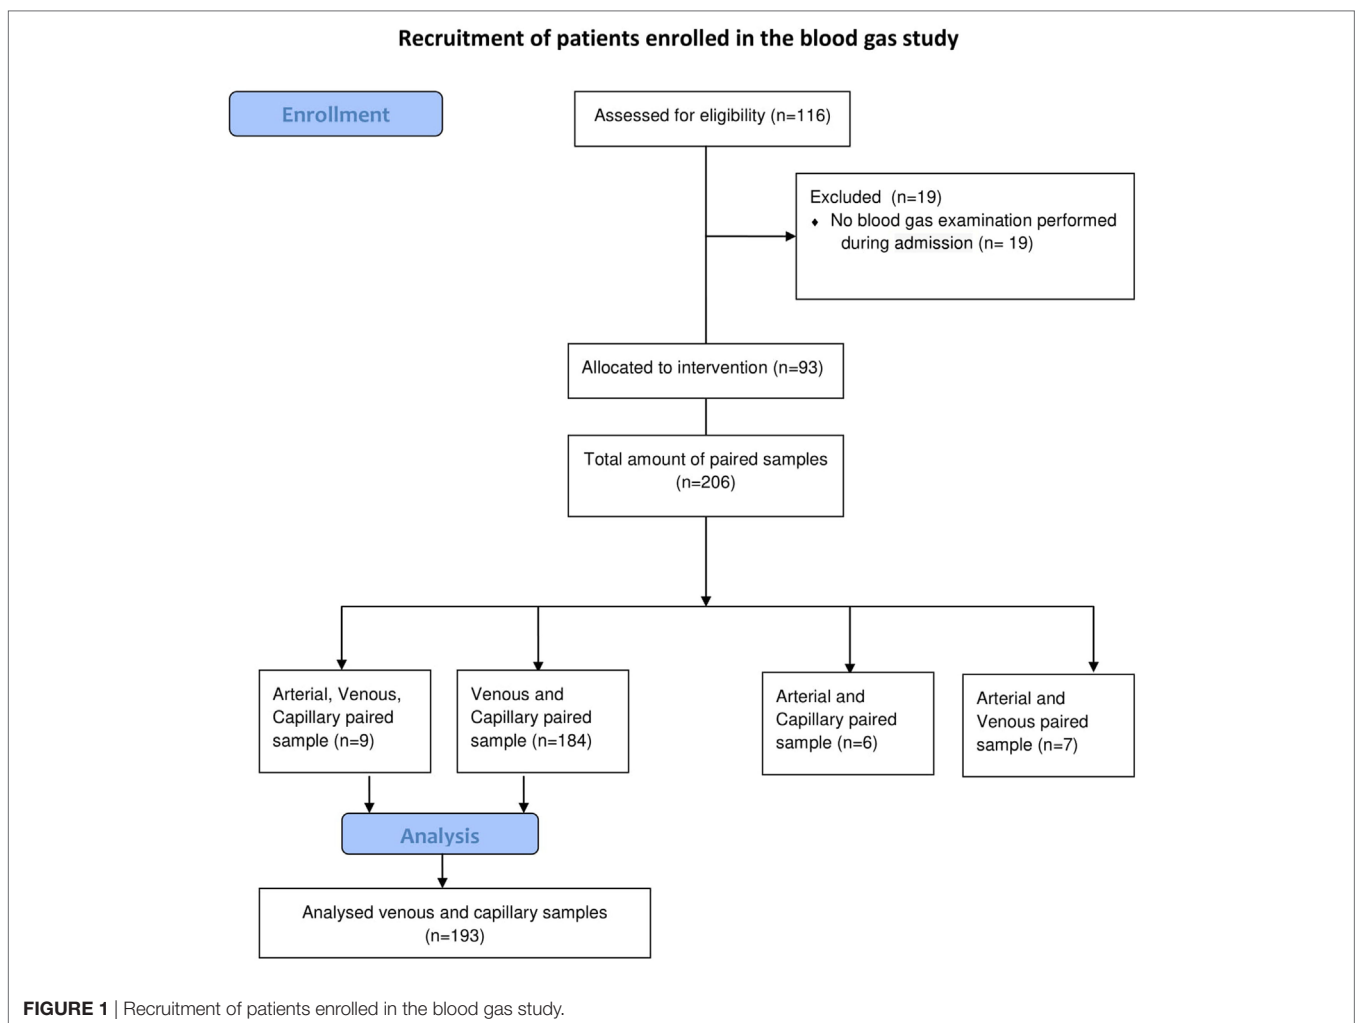 Recruitment of patients enrolled in the blood gas study
Enrollment
Assessed for eligibility (n=116)
Excluded (n=19)
♦ No blood gas examination performed
during admission (n= 19)
Allocated to intervention (n=93)
Total amount of paired samples
(n=206)
Arterial, Venous,
Capillary paired
sample (n=9)
Venous and
Capillary paired
sample (n=184)
Arterial and
Capillary paired
sample (n=6)
Arterial and
Venous paired
sample (n=7)
Analysis
Analysed venous and capillary samples
(n=193)
FIGURE 1 | Recruitment of patients enrolled in the blood gas study.